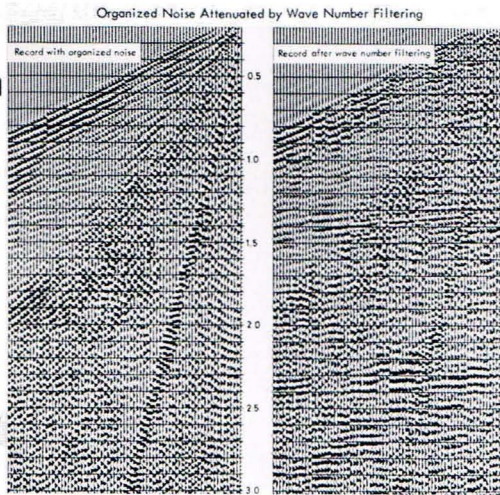 Organized Noise Attenuated by Wave Number Filtering
Record with organized noise
Record after wave number filtering
0.5
1.0
1.5
2.0
2.5
3.0